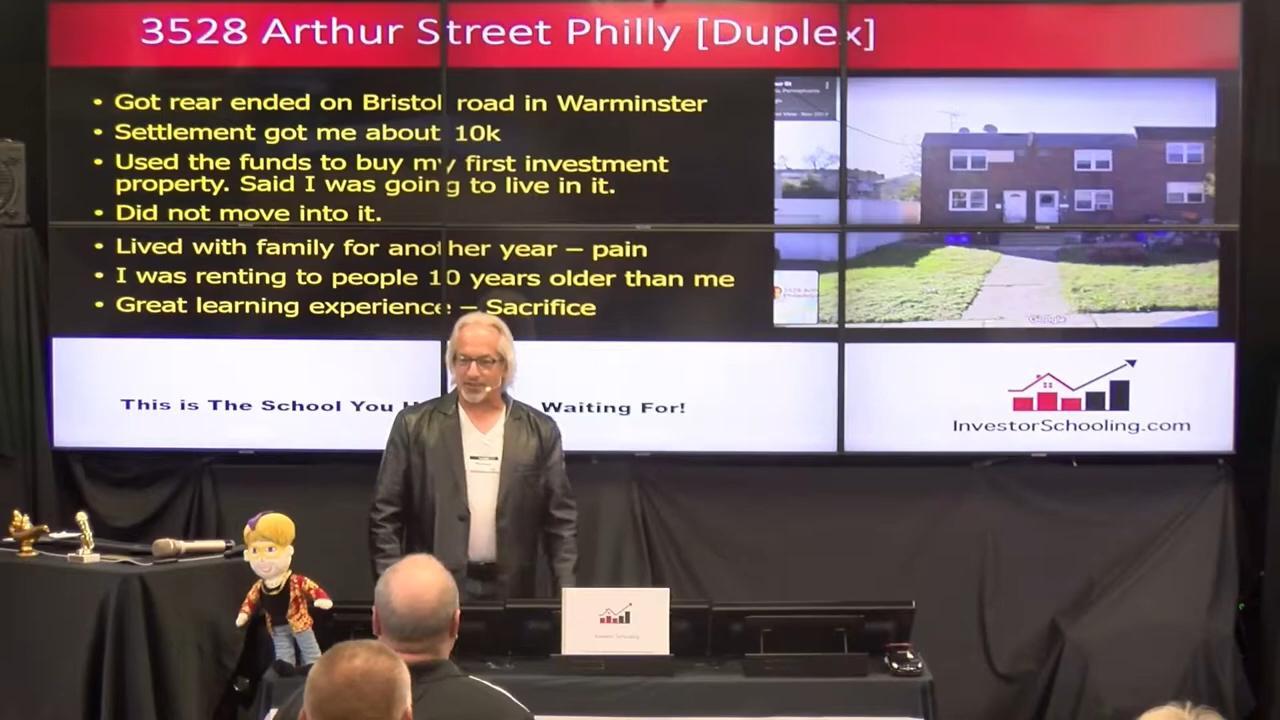 3528 Arthur Street Philly [Duplex]
• Got rear ended on Bristol road in Warminster
• Settlement got me about 10k
• Used the funds to buy my first investment
property. Said I was going to live in it.
• Did not move into it.
• Lived with family for another year – pain
• I was renting to people 10 years older than me
• Great learning experience – Sacrifice
Google
This is The School You Waiting For!
InvestorSchooling.com
Investor Schooling